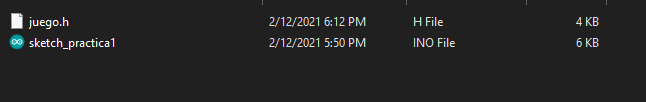 juego.h 2/12/2021 6:12 PM H File 4 KB
sketch_practica1 2/12/2021 5:50 PM INO File 6 KB